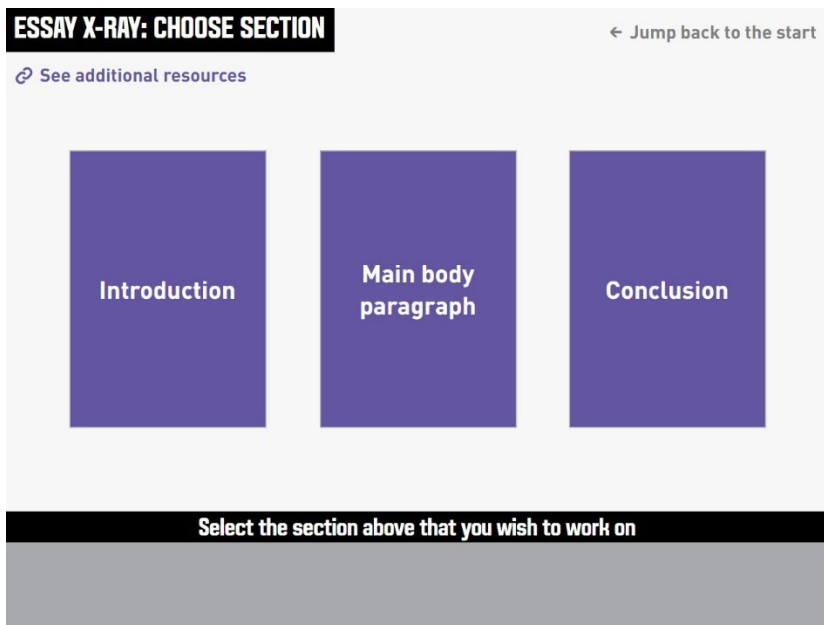 ESSAY X-RAY: CHOOSE SECTION
← Jump back to the start
See additional resources
Introduction
Main body
paragraph
Conclusion
Select the section above that you wish to work on